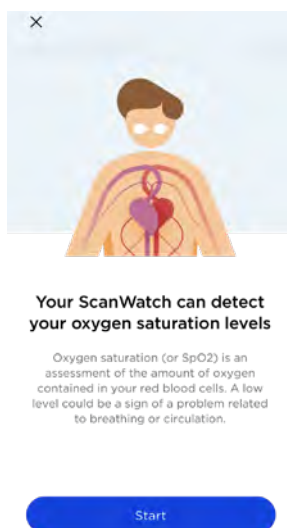 Your ScanWatch can detect
your oxygen saturation levels
Oxygen saturation (or SpO2) is an
assessment of the amount of oxygen
contained in your red blood cells. A low
level could be a sign of a problem related
to breathing or circulation.
Start